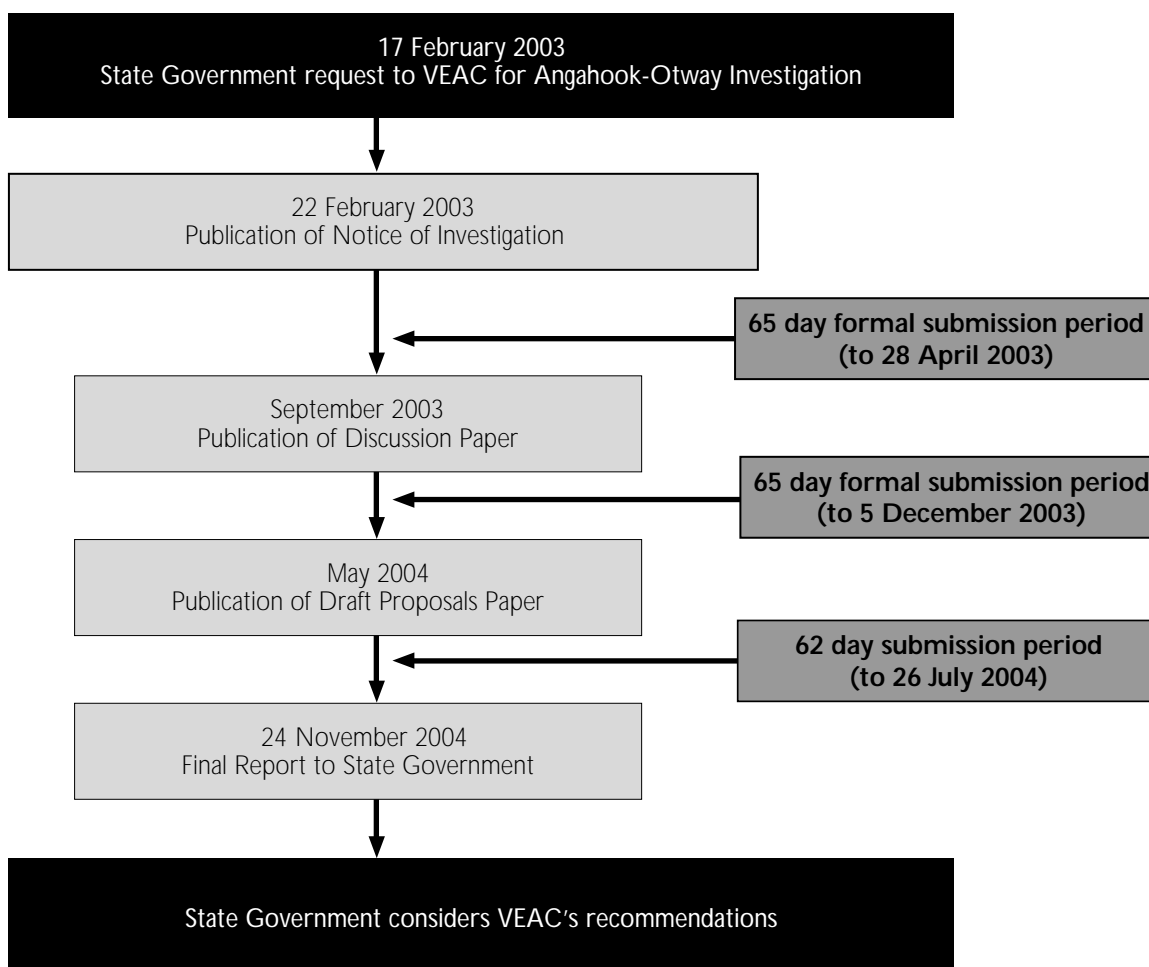 17 February 2003
State Government request to VEAC for Angahook-Otway Investigation
22 February 2003
Publication of Notice of Investigation
65 day formal submission period
(to 28 April 2003)
September 2003
Publication of Discussion Paper
65 day formal submission period
(to 5 December 2003)
May 2004
Publication of Draft Proposals Paper
62 day submission period
(to 26 July 2004)
24 November 2004
Final Report to State Government
State Government considers VEAC's recommendations